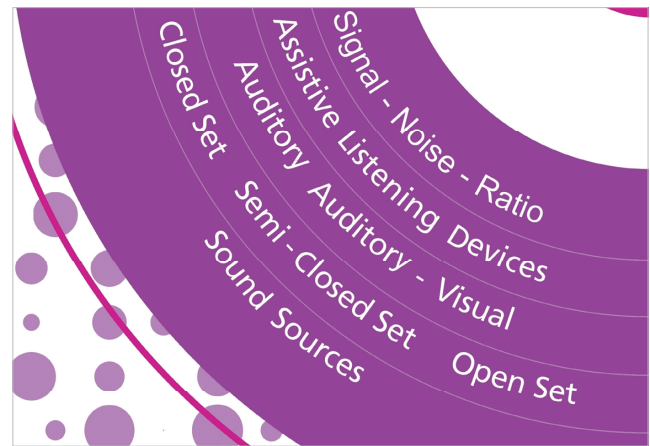 Signal - Noise - Ratio
Assistive Listening Devices
Auditory Auditory - Visual
Closed Set Semi - Closed Set Open Set
Sound Sources